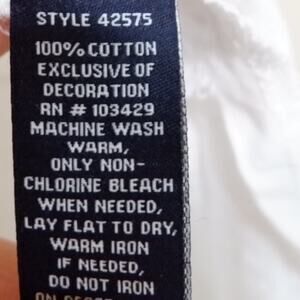 STYLE 42575
100% COTTON
EXCLUSIVE OF
DECORATION
RN # 103429
MACHINE WASH
WARM,
ONLY NON-
CHLORINE BLEACH
WHEN NEEDED,
LAY FLAT TO DRY,
WARM IRON
IF NEEDED,
DO NOT IRON